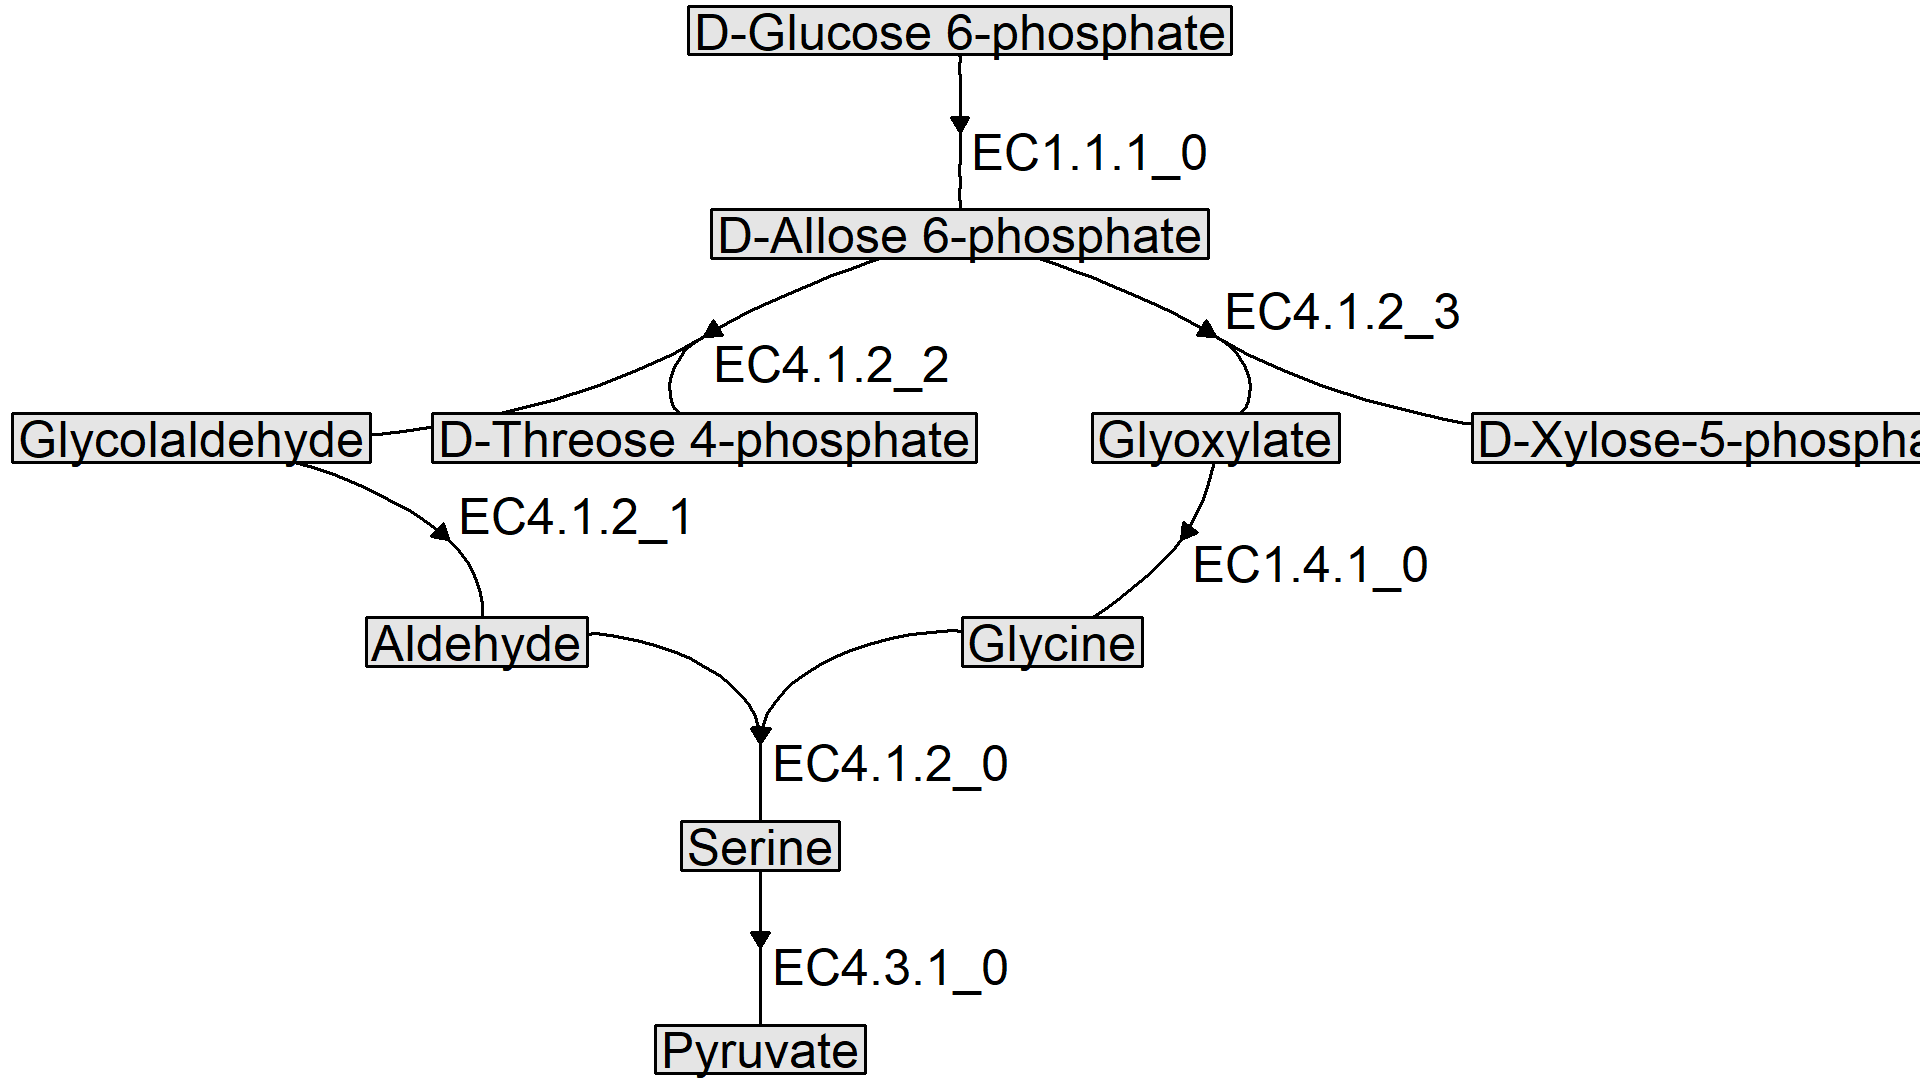 D-Glucose 6-phosphate
EC1.1.1_0
D-Allose 6-phosphate
EC4.1.2_3
EC4.1.2_2
Glycolaldehyde
D-Threose 4-phosphate
Glyoxylate
D-Xylose-5-phospha
EC4.1.2_1
EC1.4.1_0
Aldehyde
Glycine
EC4.1.2_0
Serine
EC4.3.1_0
Pyruvate